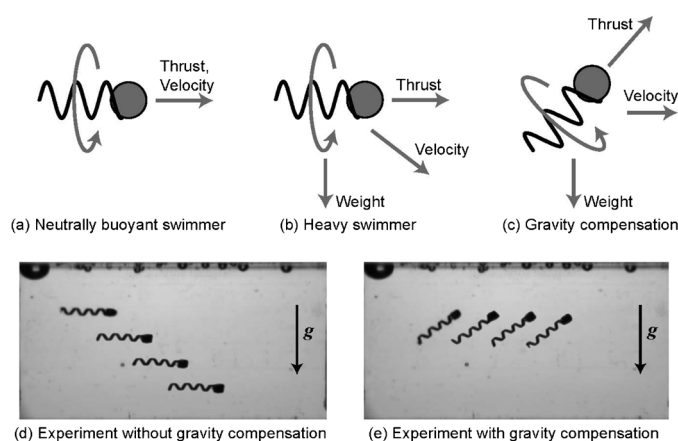 Thrust,
Velocity
(a) Neutrally buoyant swimmer
Thrust
Velocity
Weight
(b) Heavy swimmer
Thrust
Velocity
Weight
(c) Gravity compensation
g
(d) Experiment without gravity compensation
g
(e) Experiment with gravity compensation